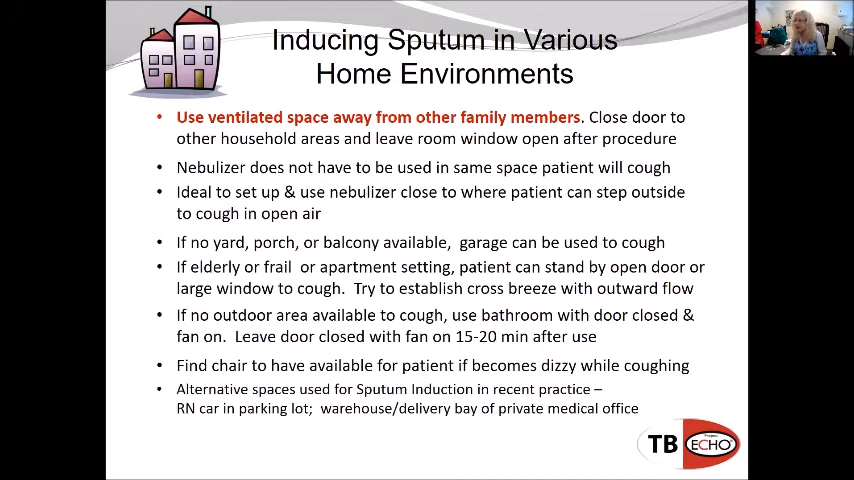 Inducing Sputum in Various
Home Environments
• Use ventilated space away from other family members. Close door to
other household areas and leave room window open after procedure
• Nebulizer does not have to be used in same space patient will cough
• Ideal to set up & use nebulizer close to where patient can step outside
to cough in open air
• If no yard, porch, or balcony available, garage can be used to cough
• If elderly or frail or apartment setting, patient can stand by open door or
large window to cough. Try to establish cross breeze with outward flow
• If no outdoor area available to cough, use bathroom with door closed &
fan on. Leave door closed with fan on 15-20 min after use
• Find chair to have available for patient if becomes dizzy while coughing
• Alternative spaces used for Sputum Induction in recent practice –
RN car in parking lot; warehouse/delivery bay of private medical office
Project
TB ECHO